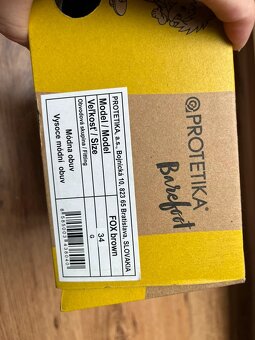 PROTETIKA®
Barefoot
PROTETIKA, a.s., Bojnická 10, 823 65 Bratislava, SLOVAKIA
Model / Model FOX brown
Veľkosť / Size 34
Obvodová skupina / Fitting G
Módna obuv
Vysoce módní obuv